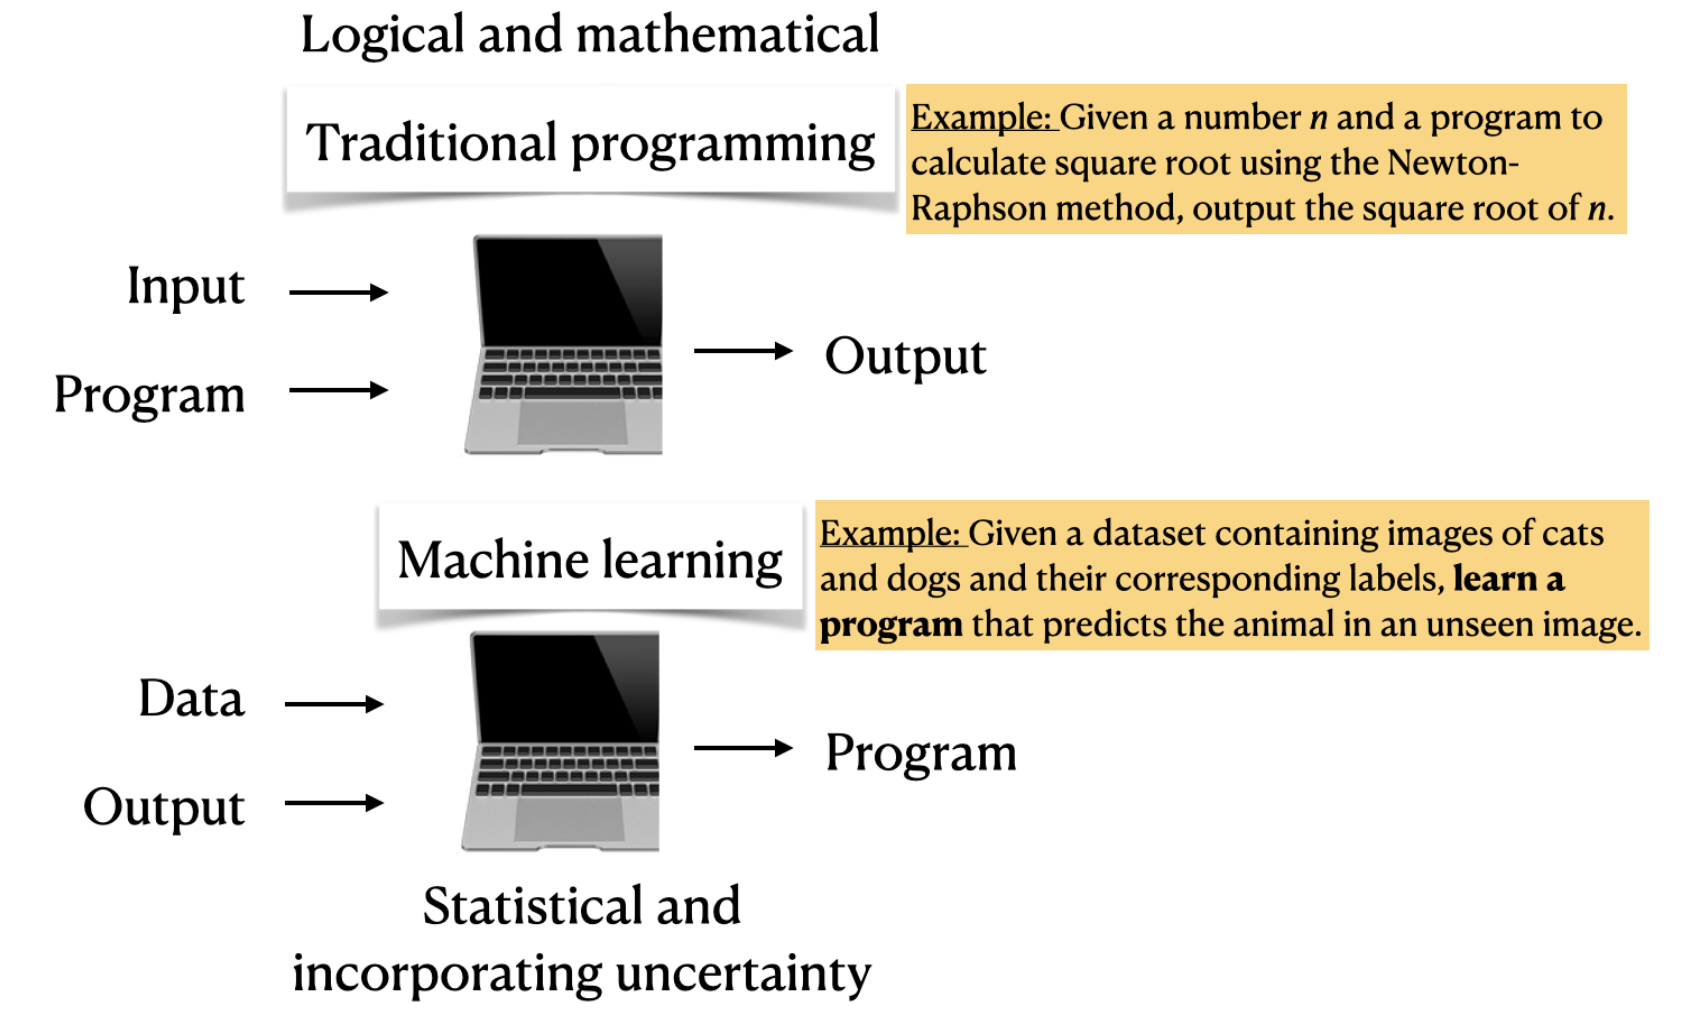 Logical and mathematical
Traditional programming
Example: Given a number n and a program to
calculate square root using the Newton-
Raphson method, output the square root of n.
Input
Program
Output
Machine learning
Example: Given a dataset containing images of cats
and dogs and their corresponding labels, learn a
program that predicts the animal in an unseen image.
Data
Output
Program
Statistical and
incorporating uncertainty